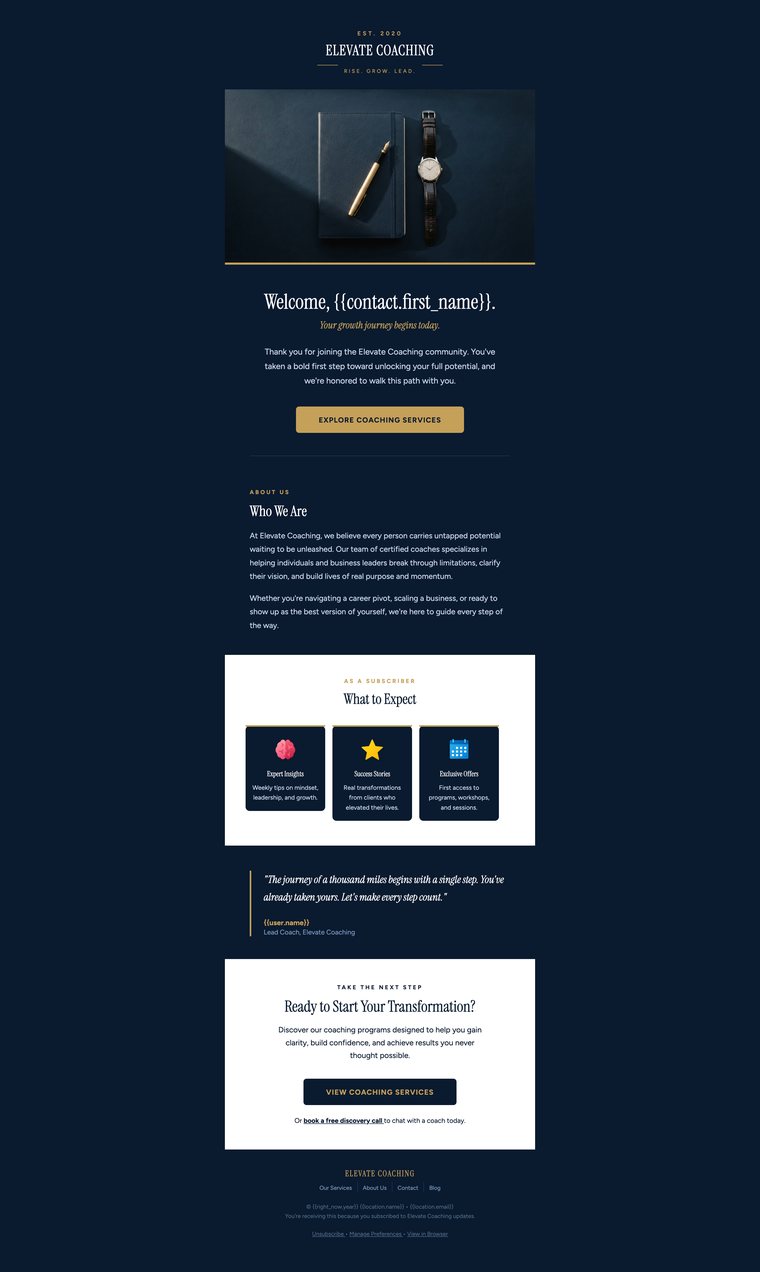 EST. 2020
ELEVATE COACHING
RISE. GROW. LEAD.
Welcome, {{contact.first_name}}.
Your growth journey begins today.
Thank you for joining the Elevate Coaching community. You've
taken a bold first step toward unlocking your full potential, and
we're honored to walk this path with you.
EXPLORE COACHING SERVICES
ABOUT US
Who We Are
At Elevate Coaching, we believe every person carries untapped potential
waiting to be unleashed. Our team of certified coaches specializes in
helping individuals and business leaders break through limitations, clarify
their vision, and build lives of real purpose and momentum.
Whether you're navigating a career pivot, scaling a business, or ready to
show up as the best version of yourself, we're here to guide every step of
the way.
AS A SUBSCRIBER
What to Expect
Expert Insights
Weekly tips on mindset,
leadership, and growth.
Success Stories
Real transformations
from clients who
elevated their lives.
Exclusive Offers
First access to
programs, workshops,
and sessions.
"The journey of a thousand miles begins with a single step. You've
already taken yours. Let's make every step count."
{{user.name}}
Lead Coach, Elevate Coaching
TAKE THE NEXT STEP
Ready to Start Your Transformation?
Discover our coaching programs designed to help you gain
clarity, build confidence, and achieve results you never
thought possible.
VIEW COACHING SERVICES
Or book a free discovery call to chat with a coach today.
ELEVATE COACHING
Our Services | About Us | Contact | Blog
© {{right_now.year}} {{location.name}} • {{location.email}}
You're receiving this because you subscribed to Elevate Coaching updates.
Unsubscribe • Manage Preferences • View in Browser